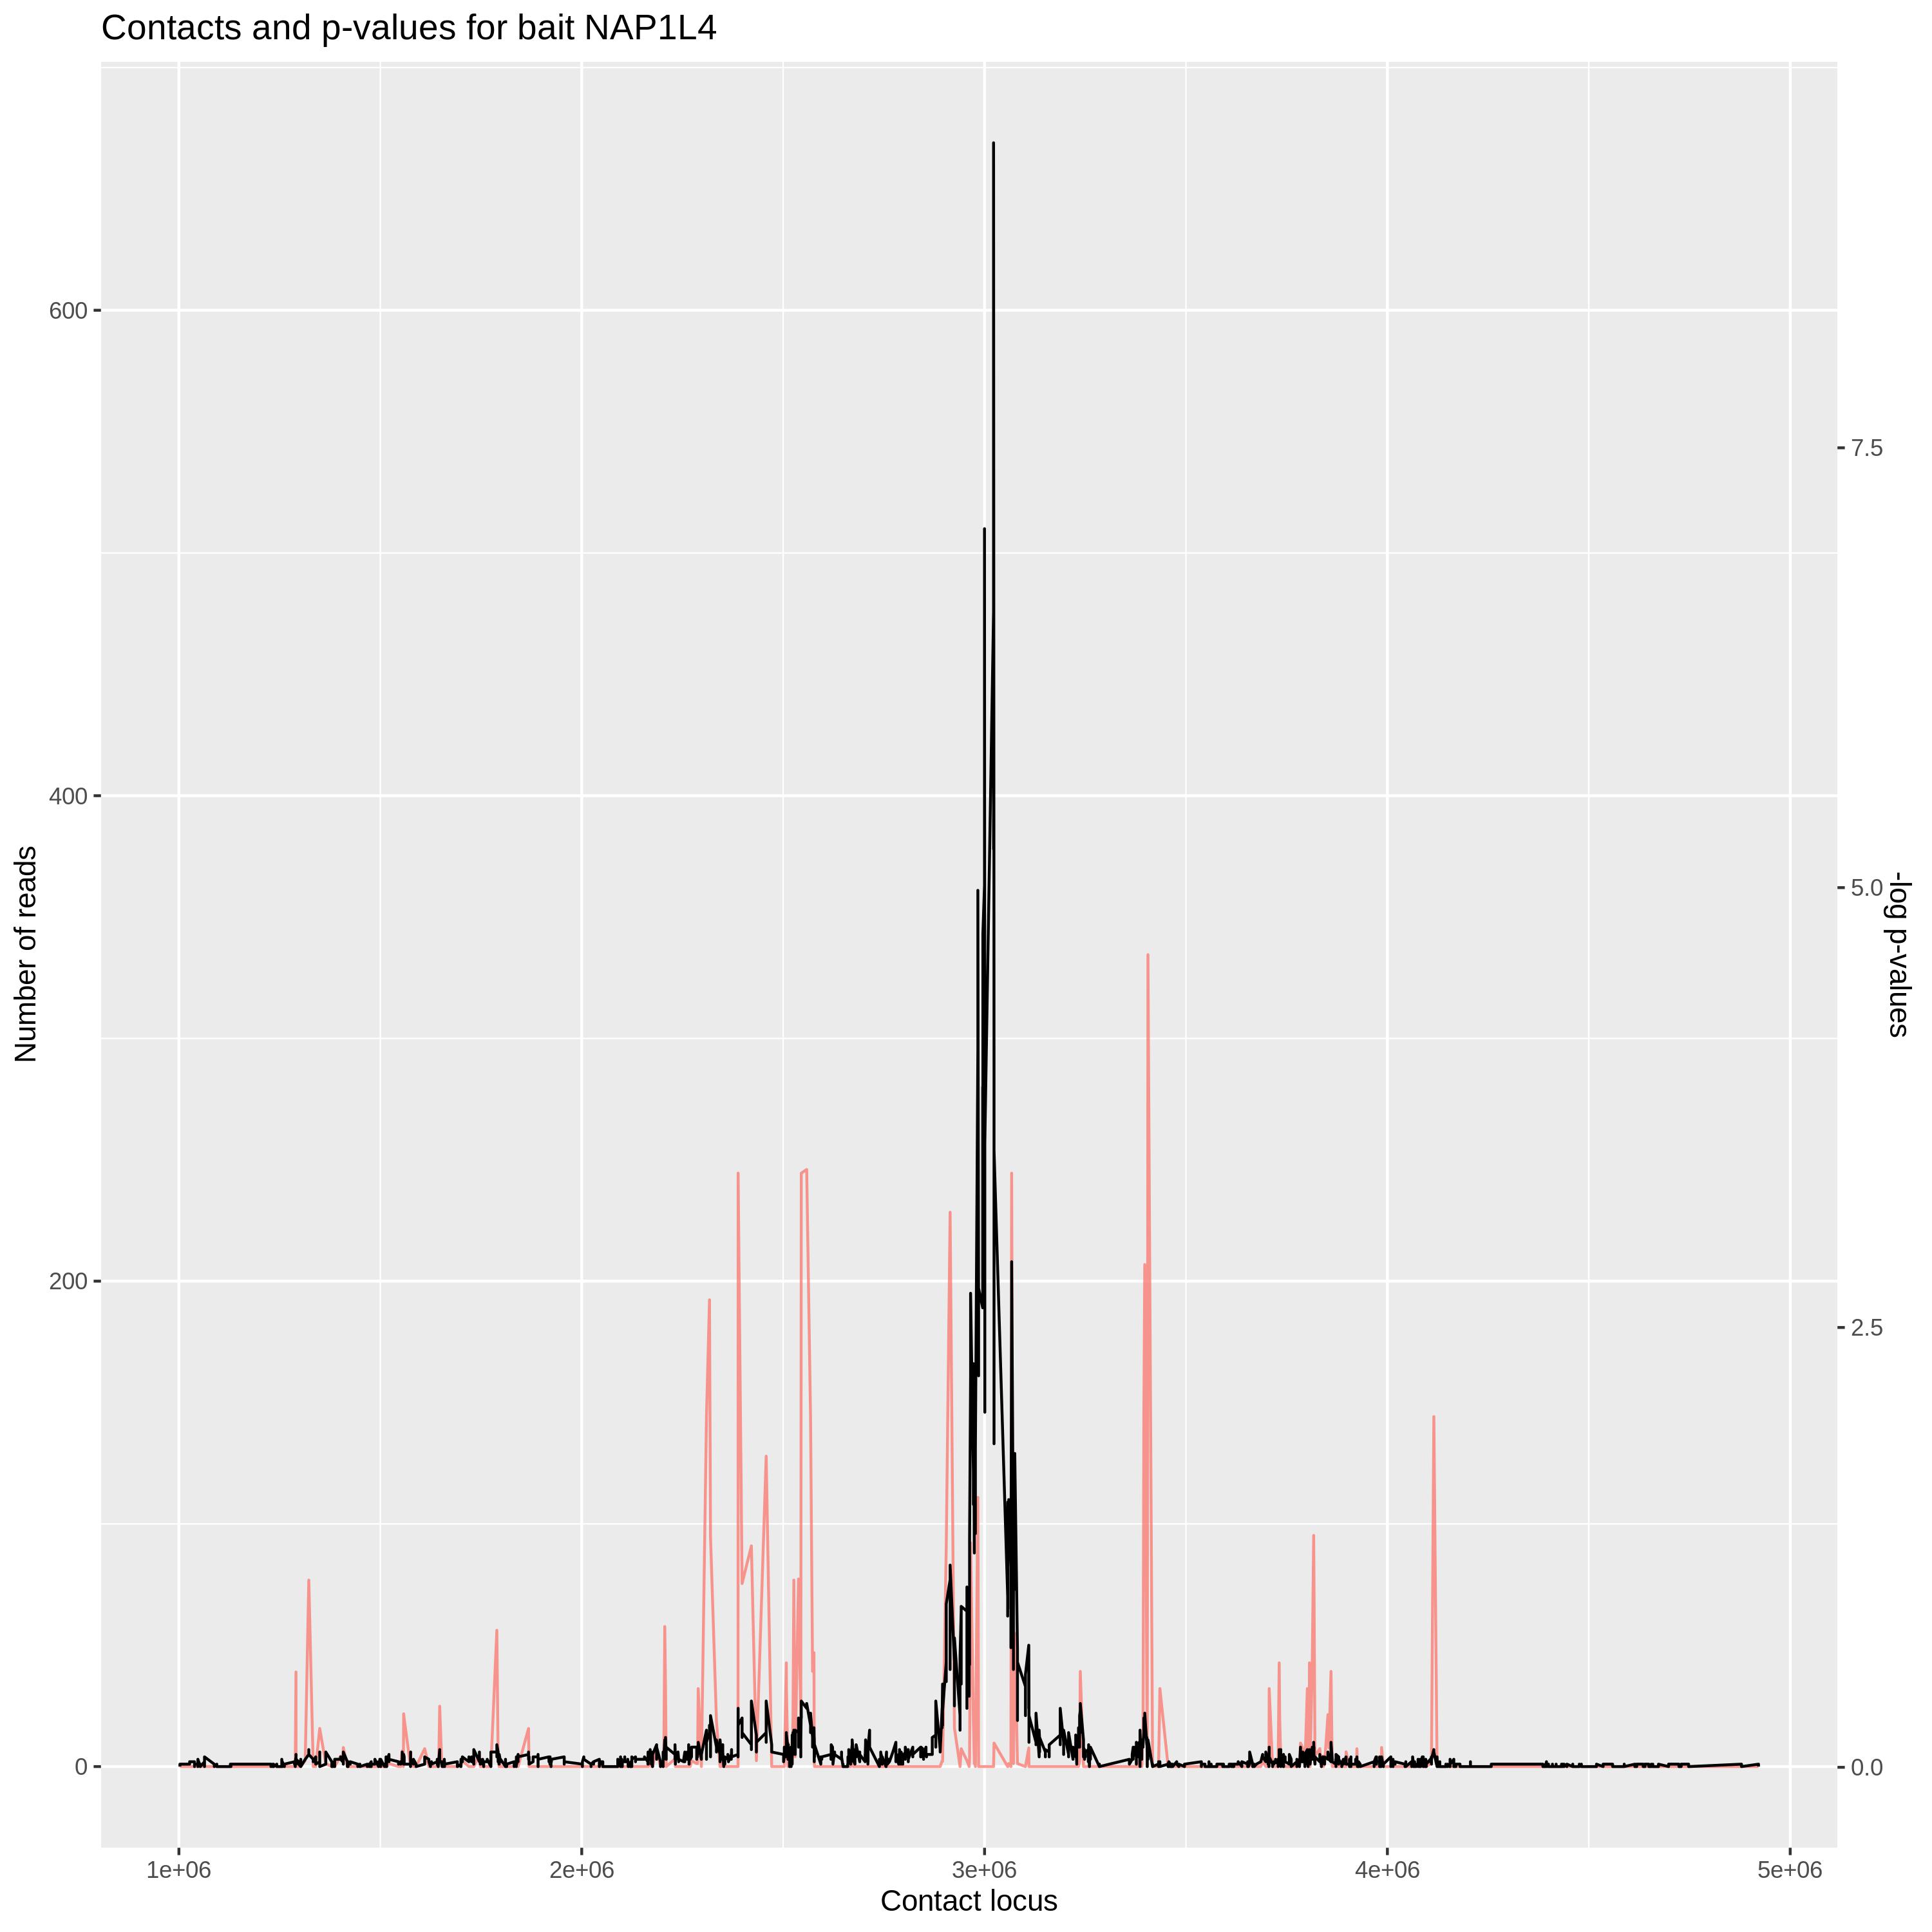 Contacts and p-values for bait NAP1L4
Number of reads
600
400
200
0
7.5
5.0
2.5
0.0
-log p-values
1e+06 2e+06 3e+06 4e+06 5e+06
Contact locus